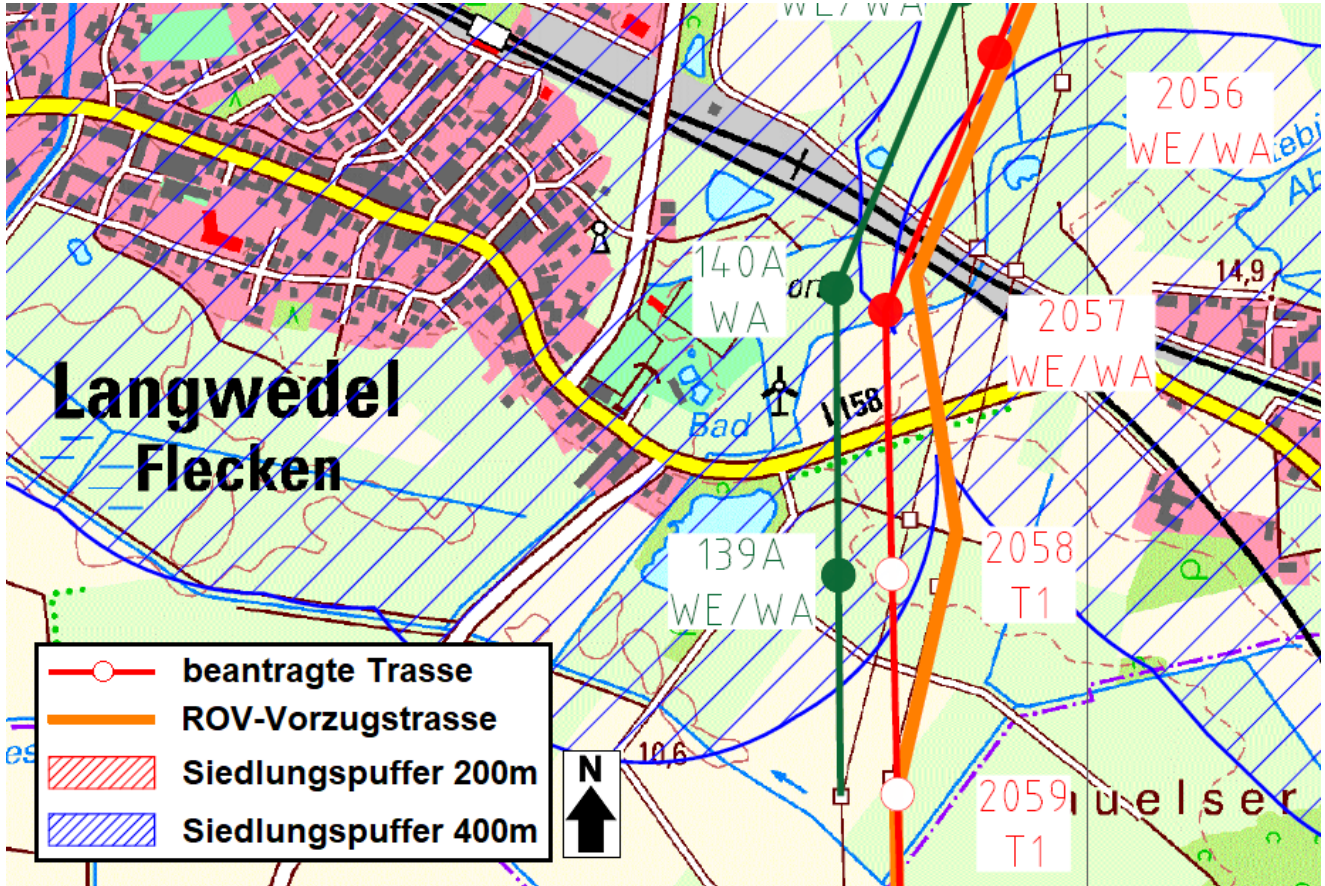 WE/WA
2056
WE/WA
140A
WA
14,9
2057
WE/WA
L158
Langwedel
Flecken
Bad
139A
WE/WA
2058
T1
10,6
2059
T1
beantragte Trasse
ROV-Vorzugstrasse
Siedlungspuffer 200m
Siedlungspuffer 400m
N